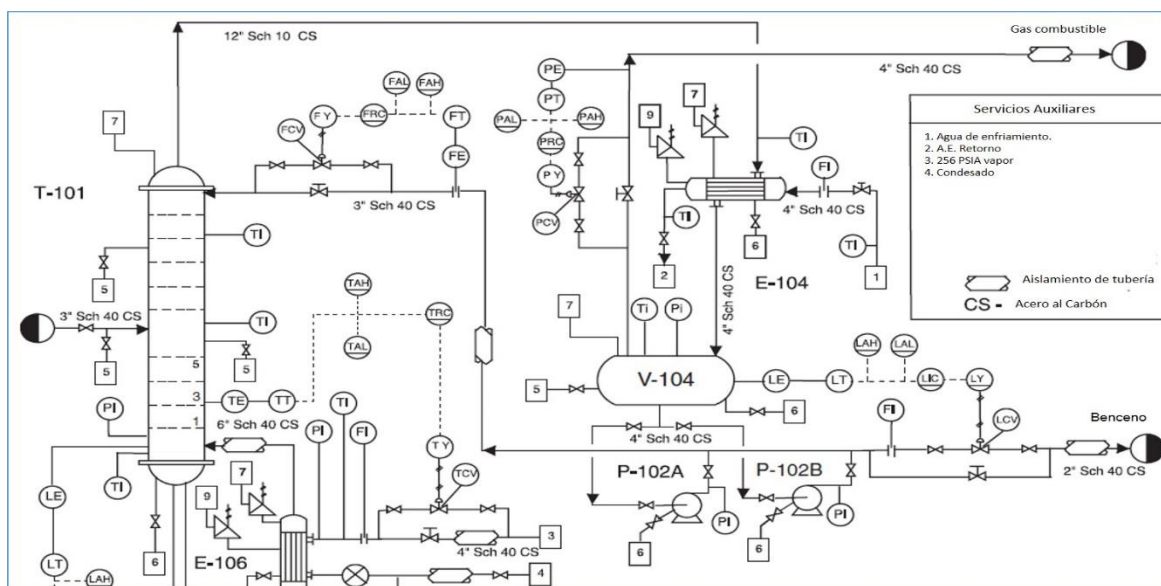 12" Sch 10 CS
Gas combustible
4" Sch 40 CS
Servicios Auxiliares
1. Agua de enfriamiento.
2. A.E. Retorno
3. 256 PSIA vapor
4. Condesado
Aislamiento de tubería
CS - Acero al Carbón
T-101
7
FCV
FY
FRC
FAL
FAH
FT
FE
3" Sch 40 CS
PE
PT
PAL
PAH
PRC
PY
PCV
9
7
TI
FI
4" Sch 40 CS
TI
TI
6
2
1
E-104
4" Sch 40 CS
TI
5
3" Sch 40 CS
5
TI
5
5
3
1
TE
TT
TAH
TAL
TRC
PI
6" Sch 40 CS
7
Ti
Pi
V-104
5
6
LE
LT
LAH
LAL
LIC
LY
LCV
FI
Benceno
2" Sch 40 CS
4" Sch 40 CS
P-102A
P-102B
PI
PI
6
6
LE
TI
LT
LAH
6
9
7
E-106
PI
TI
FI
TY
TCV
4" Sch 40 CS
3
4